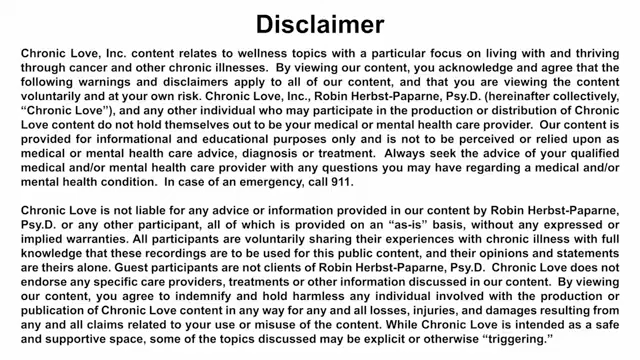 Disclaimer
Chronic Love, Inc. content relates to wellness topics with a particular focus on living with and thriving
through cancer and other chronic illnesses.  By viewing our content, you acknowledge and agree that the
following warnings and disclaimers apply to all of our content, and that you are viewing the content
voluntarily and at your own risk. Chronic Love, Inc., Robin Herbst-Paparne, Psy.D. (hereinafter collectively,
“Chronic Love”), and any other individual who may participate in the production or distribution of Chronic
Love content do not hold themselves out to be your medical or mental health care provider.  Our content is
provided for informational and educational purposes only and is not to be perceived or relied upon as
medical or mental health care advice, diagnosis or treatment.  Always seek the advice of your qualified
medical and/or mental health care provider with any questions you may have regarding a medical and/or
mental health condition.  In case of an emergency, call 911.
Chronic Love is not liable for any advice or information provided in our content by Robin Herbst-Paparne,
Psy.D. or any other participant, all of which is provided on an “as-is” basis, without any expressed or
implied warranties. All participants are voluntarily sharing their experiences with chronic illness with full
knowledge that these recordings are to be used for this public content, and their opinions and statements
are theirs alone. Guest participants are not clients of Robin Herbst-Paparne, Psy.D.  Chronic Love does not
endorse any specific care providers, treatments or other information discussed in our content.  By viewing
our content, you agree to indemnify and hold harmless any individual involved with the production or
publication of Chronic Love content in any way for any and all losses, injuries, and damages resulting from
any and all claims related to your use or misuse of the content. While Chronic Love is intended as a safe
and supportive space, some of the topics discussed may be explicit or otherwise “triggering.”